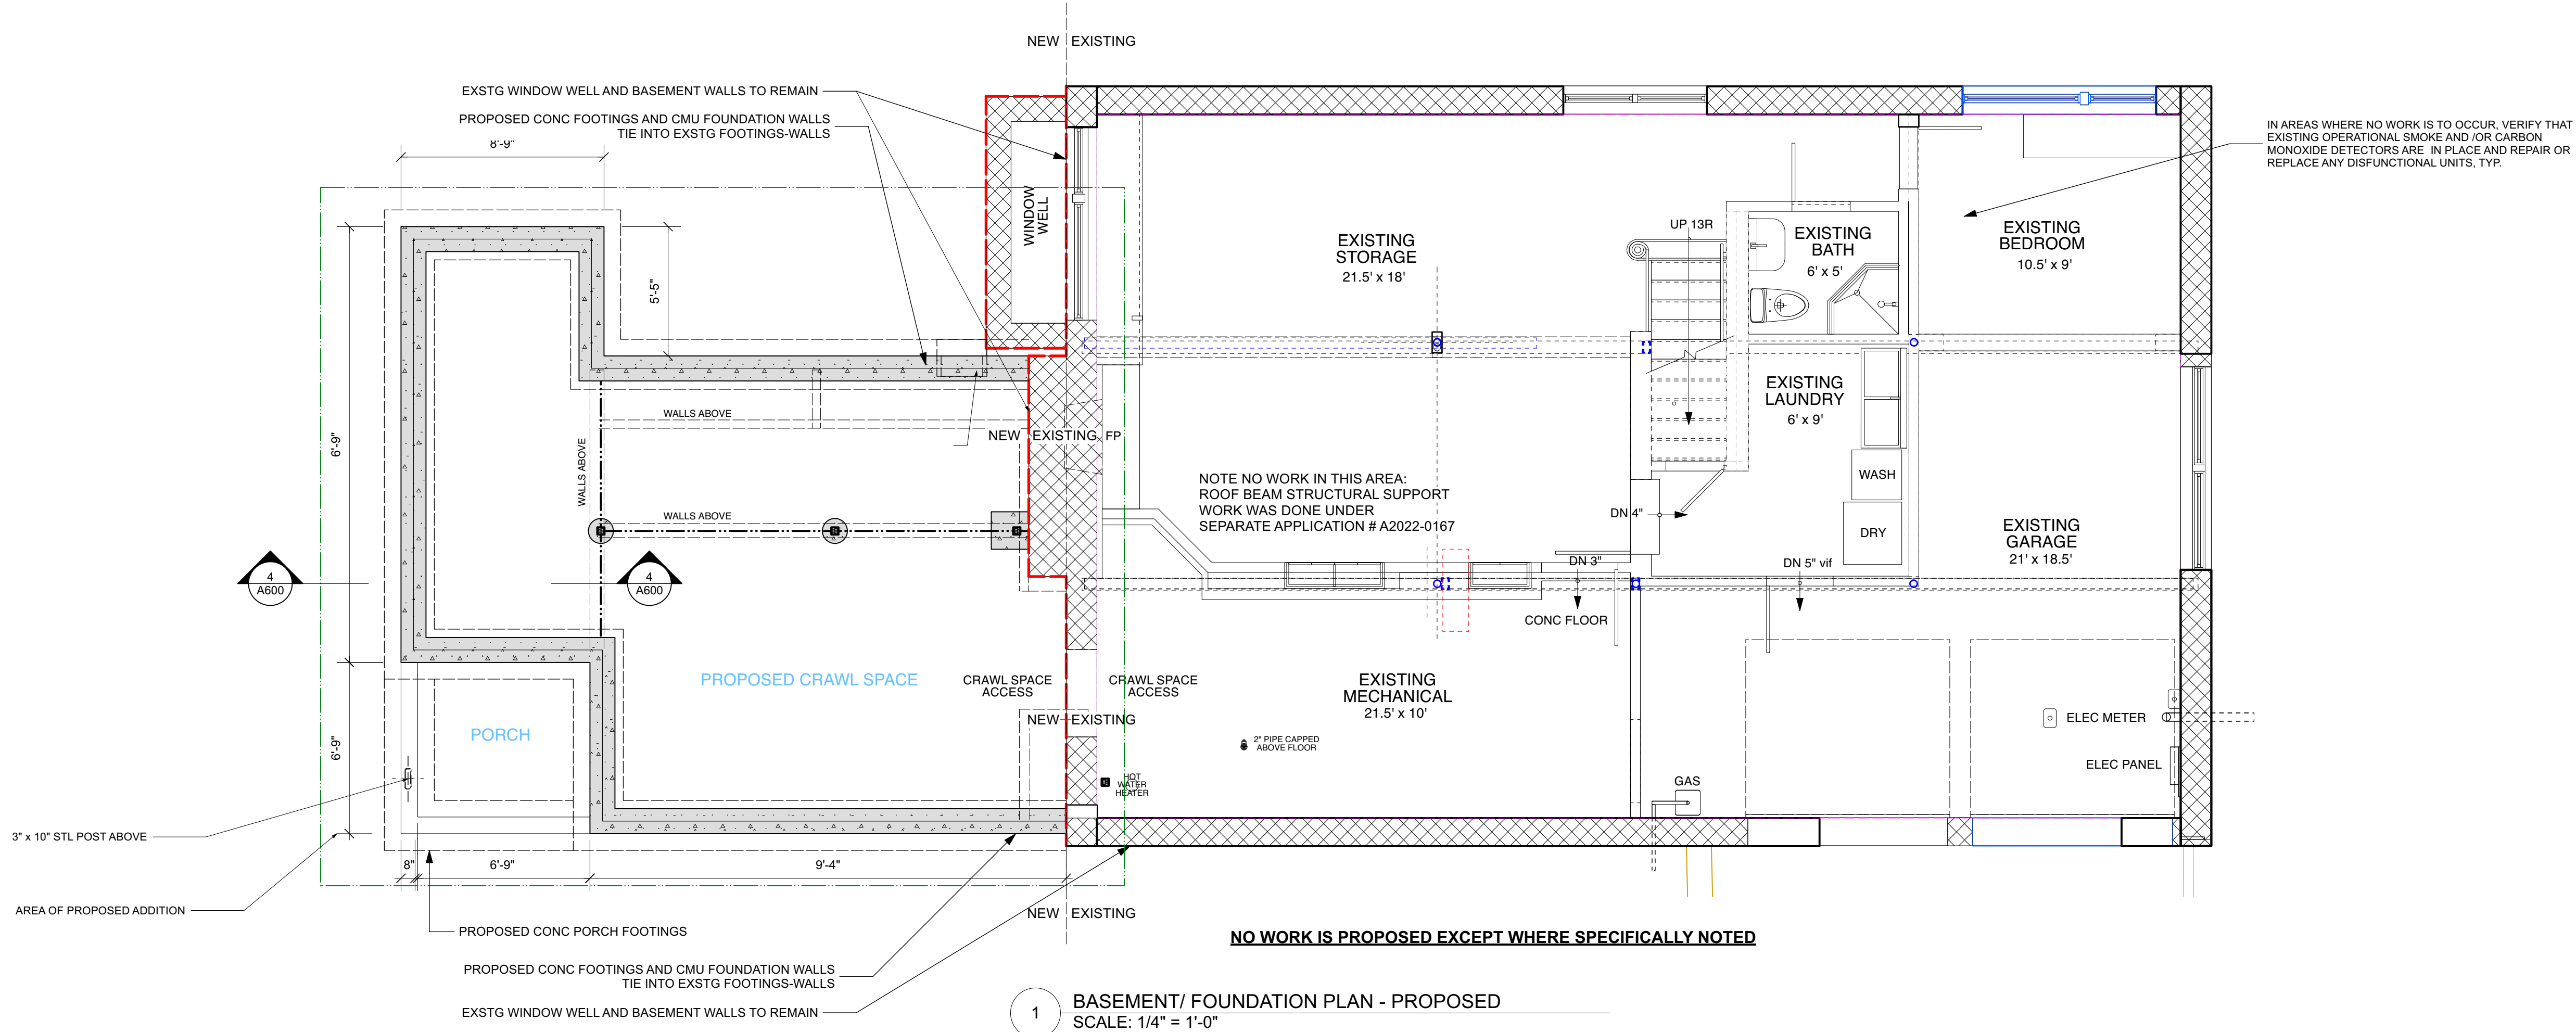 NEW EXISTING
EXSTG WINDOW WELL AND BASEMENT WALLS TO REMAIN
PROPOSED CONC FOOTINGS AND CMU FOUNDATION WALLS
TIE INTO EXSTG FOOTINGS-WALLS
8'-9"
IN AREAS WHERE NO WORK IS TO OCCUR, VERIFY THAT
EXISTING OPERATIONAL SMOKE AND /OR CARBON
MONOXIDE DETECTORS ARE IN PLACE AND REPAIR OR
REPLACE ANY DISFUNCTIONAL UNITS, TYP.
WINDOW
WELL
5'-5"
EXISTING
STORAGE
21.5' x 18'
UP 13R
EXISTING
BATH
6' x 5'
EXISTING
BEDROOM
10.5' x 9'
EXISTING
LAUNDRY
6' x 9'
WALLS ABOVE
WALLS ABOVE
WALLS ABOVE
6'-9"
NEW EXISTING FP
NOTE NO WORK IN THIS AREA:
ROOF BEAM STRUCTURAL SUPPORT
WORK WAS DONE UNDER
SEPARATE APPLICATION # A2022-0167
WASH
DRY
DN 4"
EXISTING
GARAGE
21' x 18.5'
DN 3"
DN 5" vif
4
A600
4
A600
CONC FLOOR
PROPOSED CRAWL SPACE
CRAWL SPACE
ACCESS
CRAWL SPACE
ACCESS
EXISTING
MECHANICAL
21.5' x 10'
NEW EXISTING
PORCH
6'-9"
2" PIPE CAPPED
ABOVE FLOOR
ELEC METER
ELEC PANEL
HOT
WATER
HEATER
GAS
3" x 10" STL POST ABOVE
8"
6'-9"
9'-4"
AREA OF PROPOSED ADDITION
NEW EXISTING
PROPOSED CONC PORCH FOOTINGS
NO WORK IS PROPOSED EXCEPT WHERE SPECIFICALLY NOTED
PROPOSED CONC FOOTINGS AND CMU FOUNDATION WALLS
TIE INTO EXSTG FOOTINGS-WALLS
EXSTG WINDOW WELL AND BASEMENT WALLS TO REMAIN
1
BASEMENT/ FOUNDATION PLAN - PROPOSED
SCALE: 1/4" = 1'-0"